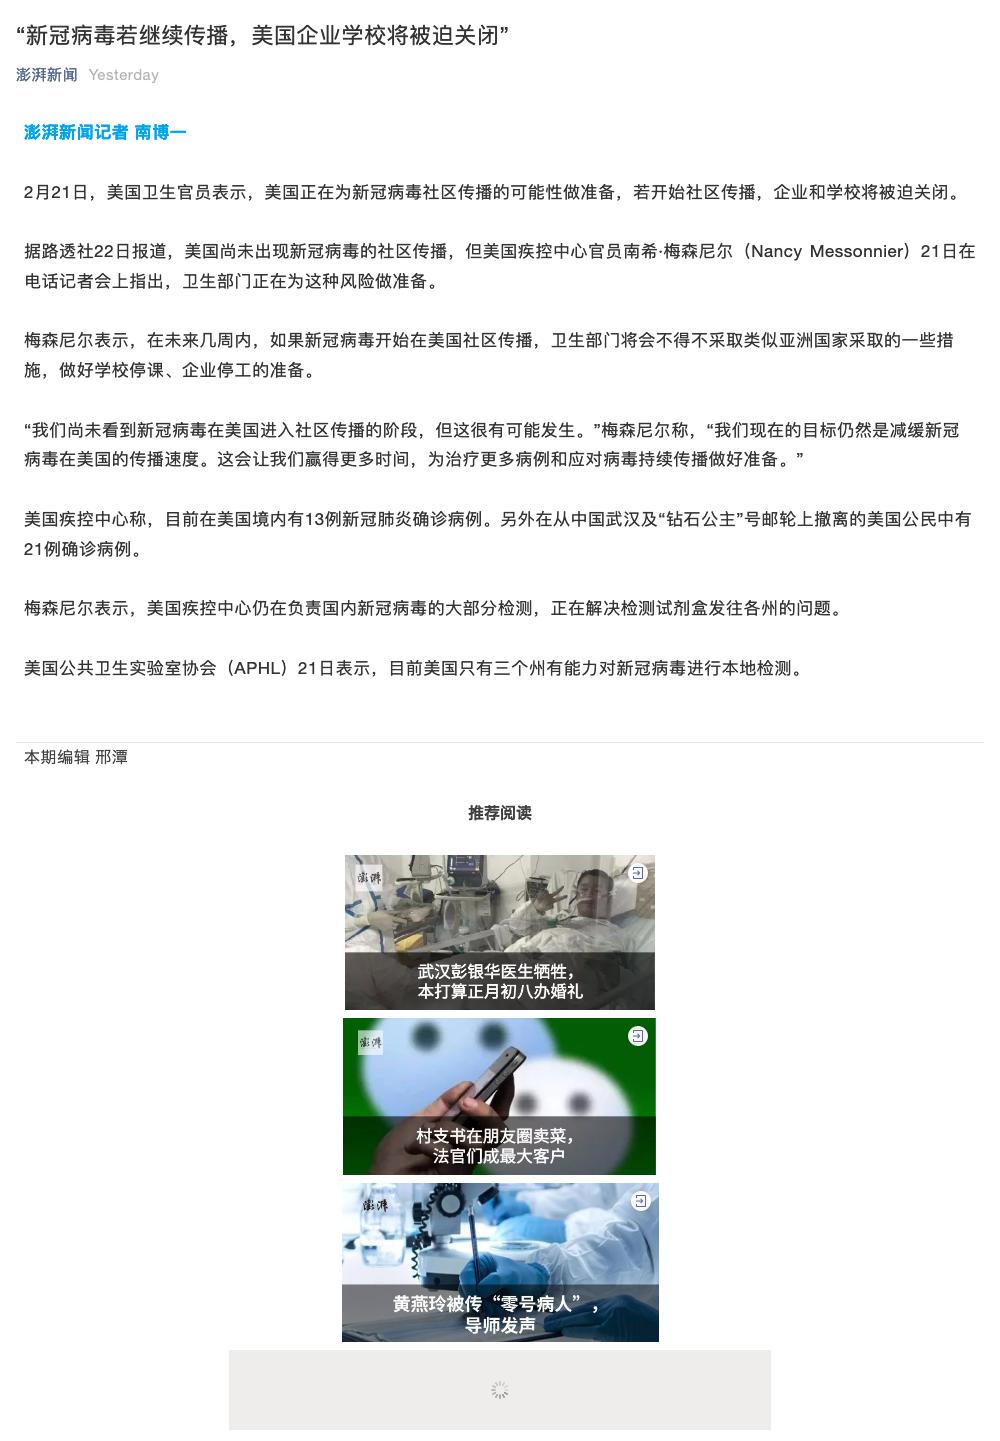 “新冠病毒若继续传播，美国企业学校将被迫关闭”
澎湃新闻 Yesterday
澎湃新闻记者 南博一
2月21日，美国卫生官员表示，美国正在为新冠病毒社区传播的可能性做准备，若开始社区传播，企业和学校将被迫关闭。
据路透社22日报道，美国尚未出现新冠病毒的社区传播，但美国疾控中心官员南希·梅森尼尔（Nancy Messonnier）21日在
电话记者会上指出，卫生部门正在为这种风险做准备。
梅森尼尔表示，在未来几周内，如果新冠病毒开始在美国社区传播，卫生部门将会不得不采取类似亚洲国家采取的一些措
施，做好学校停课、企业停工的准备。
“我们尚未看到新冠病毒在美国进入社区传播的阶段，但这很有可能发生。”梅森尼尔称，“我们现在的目标仍然是减缓新冠
病毒在美国的传播速度。这会让我们赢得更多时间，为治疗更多病例和应对病毒持续传播做好准备。”
美国疾控中心称，目前在美国境内有13例新冠肺炎确诊病例。另外在从中国武汉及“钻石公主”号邮轮上撤离的美国公民中有
21例确诊病例。
梅森尼尔表示，美国疾控中心仍在负责国内新冠病毒的大部分检测，正在解决检测试剂盒发往各州的问题。
美国公共卫生实验室协会（APHL）21日表示，目前美国只有三个州有能力对新冠病毒进行本地检测。
本期编辑 邢潭
推荐阅读
澎湃
武汉彭银华医生牺牲，
本打算正月初八办婚礼
澎湃
村支书在朋友圈卖菜，
法官们成最大客户
澎湃
黄燕玲被传“零号病人”，
导师发声